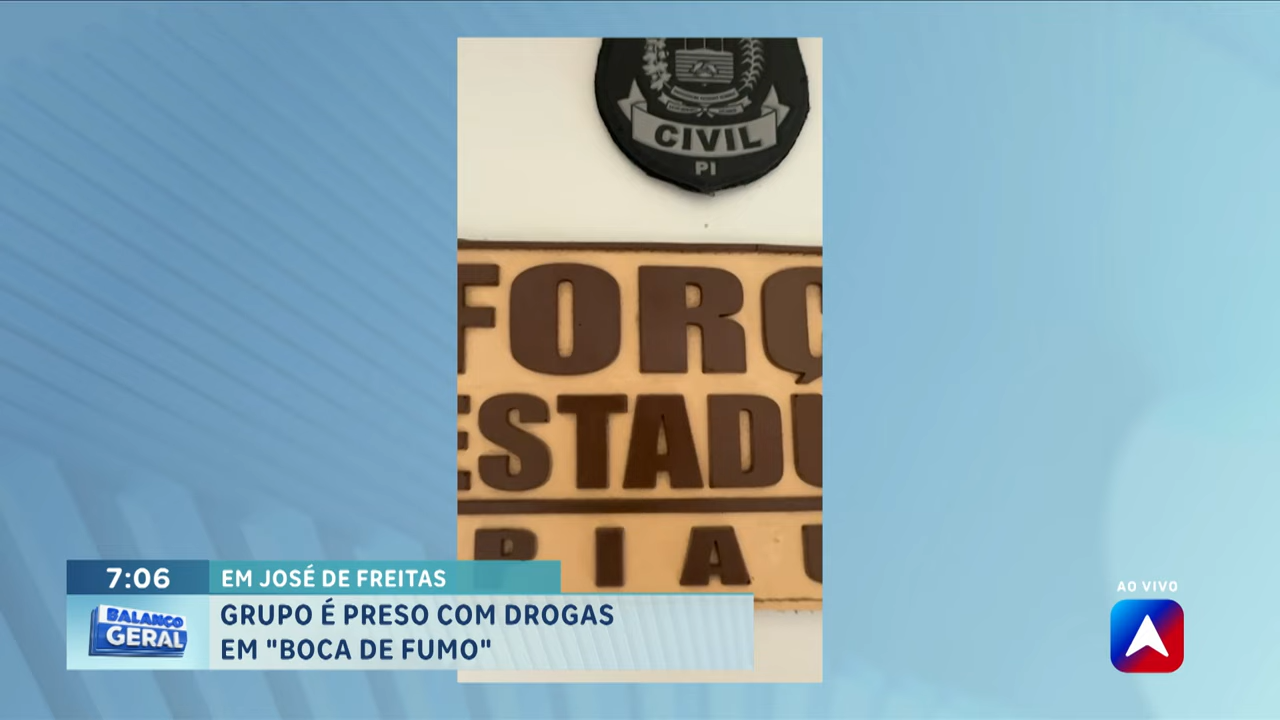 CIVIL
PI
FORÇ
ESTADU
PIAU
7:06
EM JOSÉ DE FREITAS
BALANÇO
GERAL
GRUPO É PRESO COM DROGAS
EM "BOCA DE FUMO"
AO VIVO